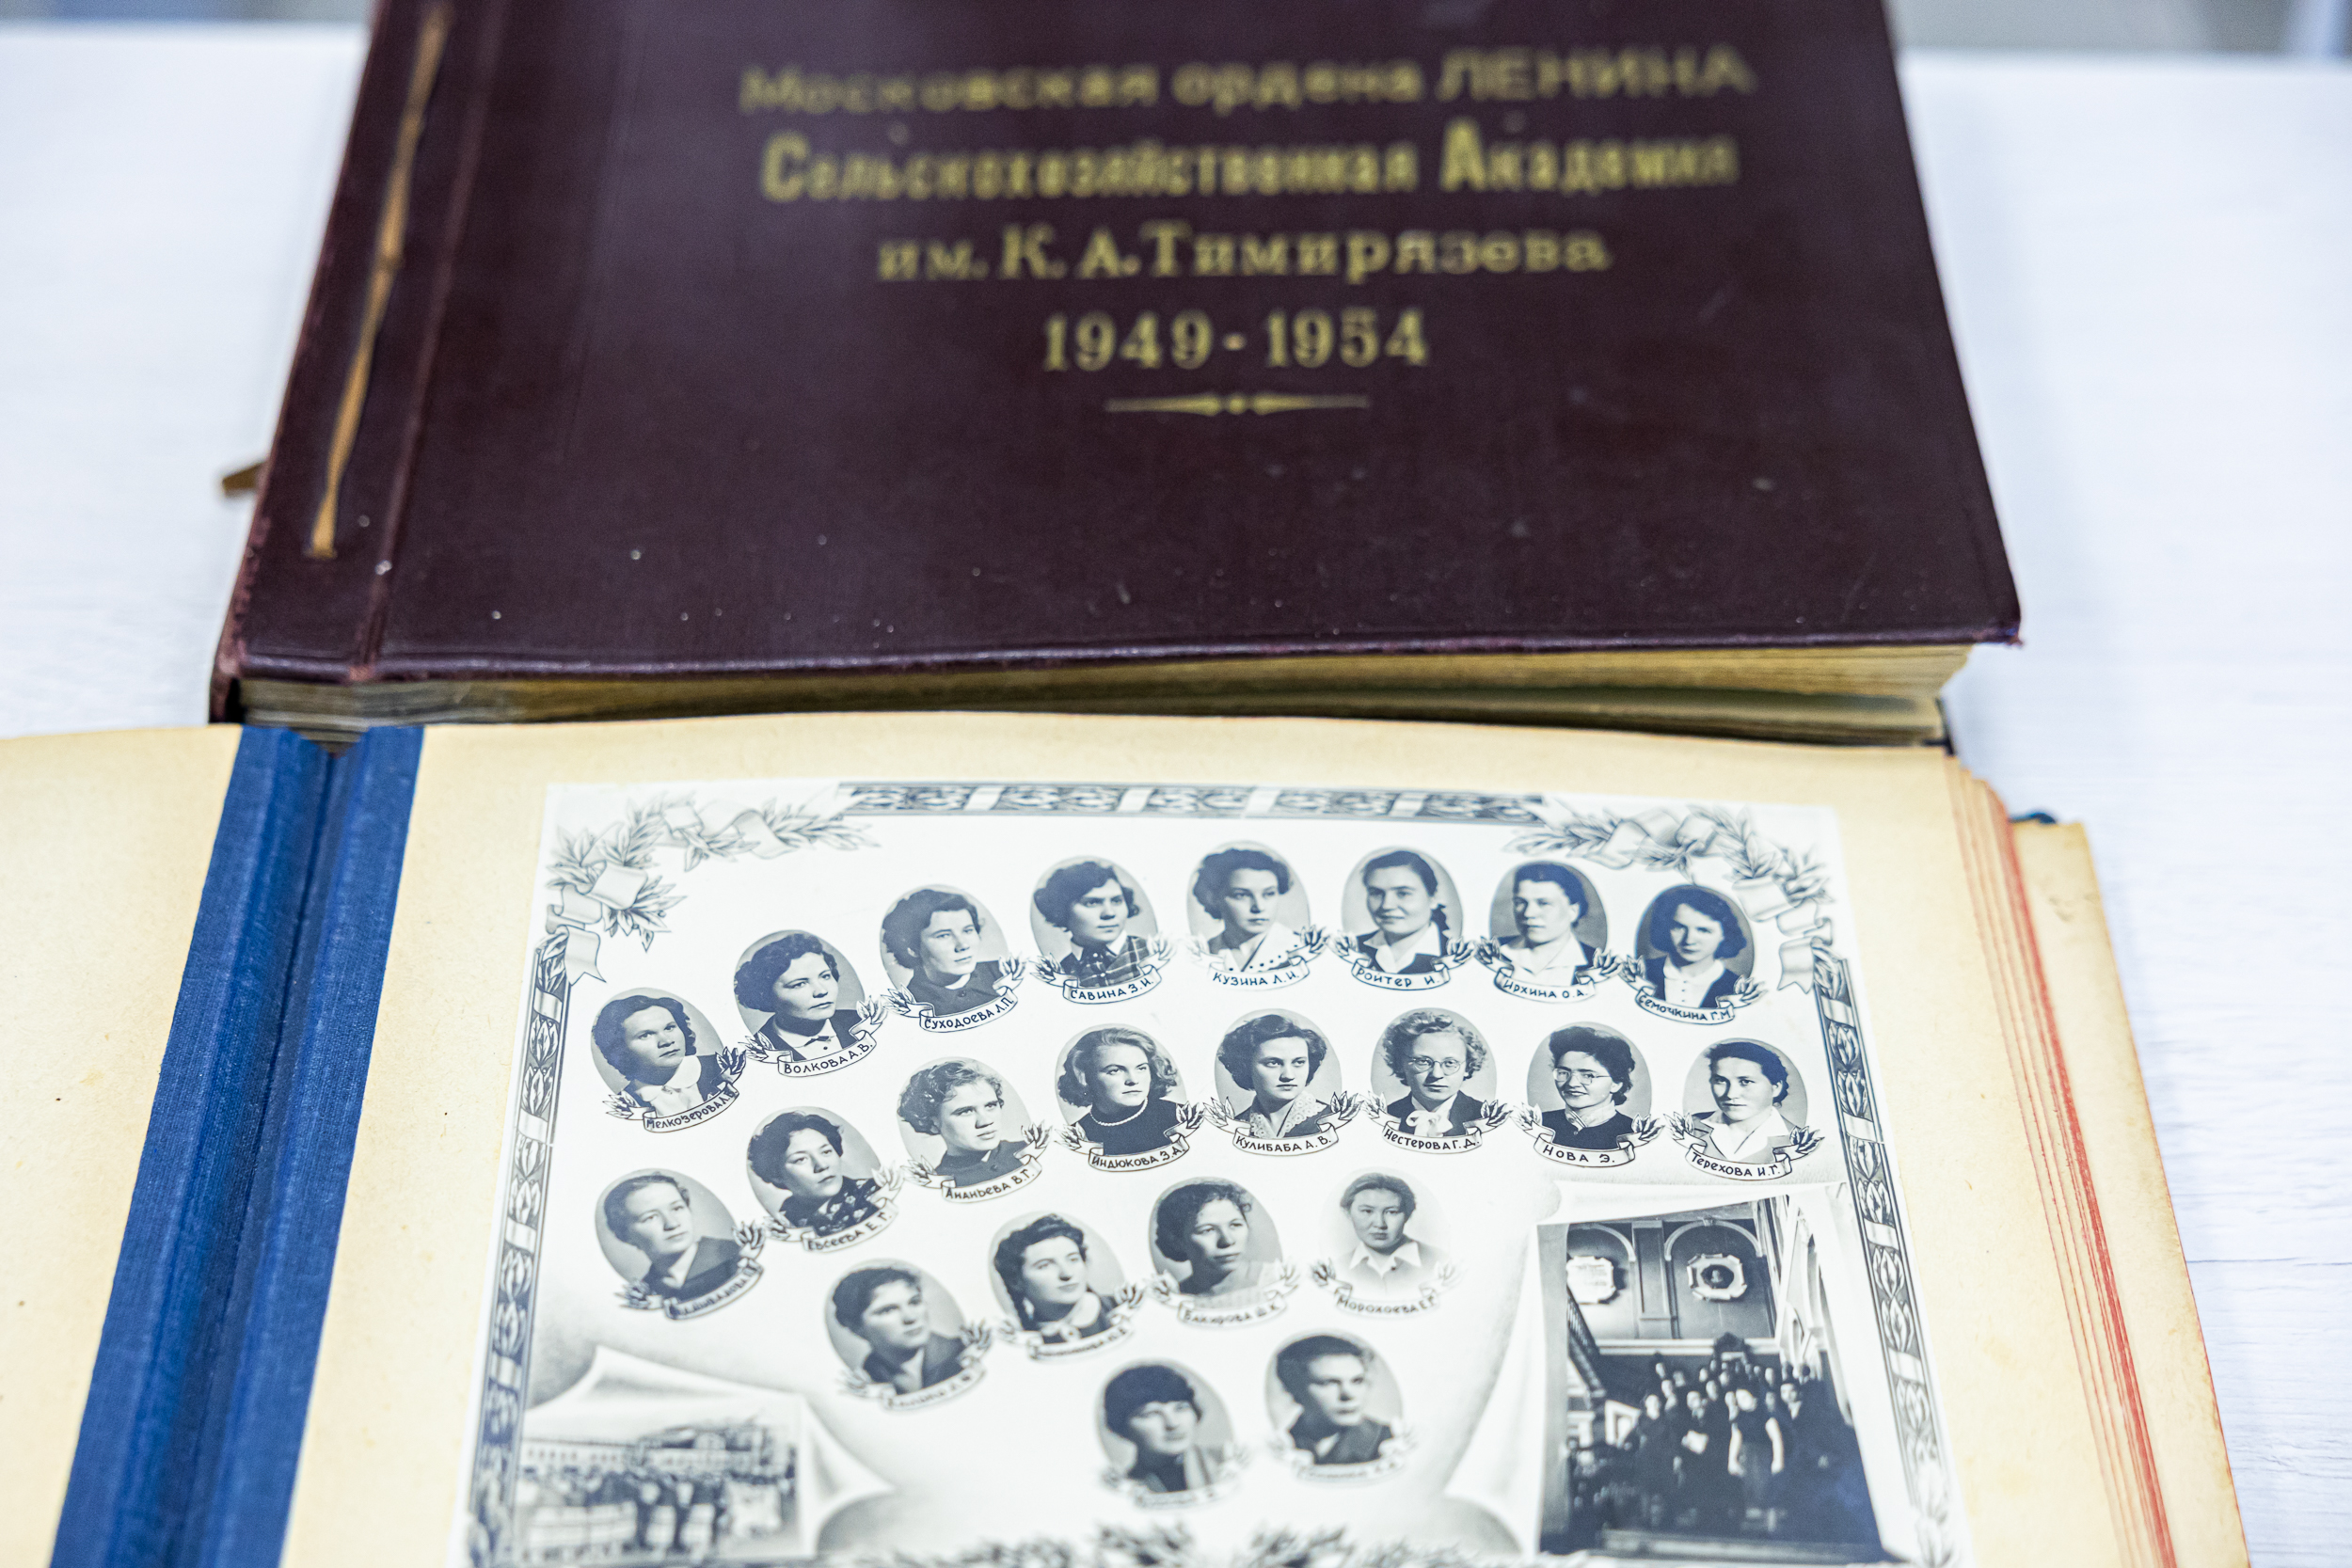 Московская ордена ЛЕНИНА
Сельскохозяйственная Академия
им. К. А. Тимирязева
1949 - 1954
САВИНА З. И.
КУЗИНА Л. И.
РОИТЕР И.
ИРХИНА О. А.
СЕМОЧКИНА Г. М.
СУХОДОЕВА Л. П.
ВОЛКОВА А. В.
МЕЛКОЗЕРОВА
АНАНЬЕВА В. Г.
ИНДЮКОВА З. А.
КУЛИБАБА А. В.
НЕСТЕРОВА Г. Д.
НОВА Э.
ТЕРЕХОВА И. Г.
ЕВСЕЕВА Е. Г.
МОРОХОЕВА